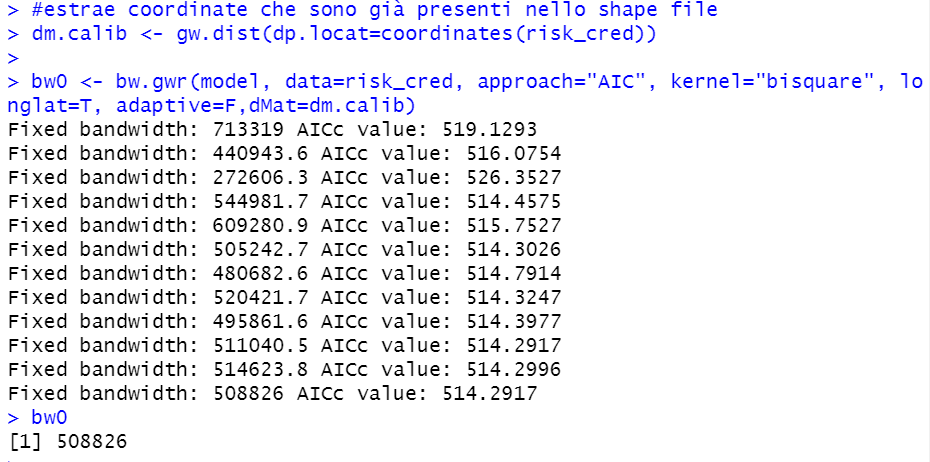 > #estrae coordinate che sono già presenti nello shape file
> dm.calib <- gw.dist(dp.locat=coordinates(risk_cred))
>
> bw0 <- bw.gwr(model, data=risk_cred, approach="AIC", kernel="bisquare", lo
nglat=T, adaptive=F,dMat=dm.calib)
Fixed bandwidth: 713319 AICc value: 519.1293
Fixed bandwidth: 440943.6 AICc value: 516.0754
Fixed bandwidth: 272606.3 AICc value: 526.3527
Fixed bandwidth: 544981.7 AICc value: 514.4575
Fixed bandwidth: 609280.9 AICc value: 515.7527
Fixed bandwidth: 505242.7 AICc value: 514.3026
Fixed bandwidth: 480682.6 AICc value: 514.7914
Fixed bandwidth: 520421.7 AICc value: 514.3247
Fixed bandwidth: 495861.6 AICc value: 514.3977
Fixed bandwidth: 511040.5 AICc value: 514.2917
Fixed bandwidth: 514623.8 AICc value: 514.2996
Fixed bandwidth: 508826 AICc value: 514.2917
> bw0
[1] 508826